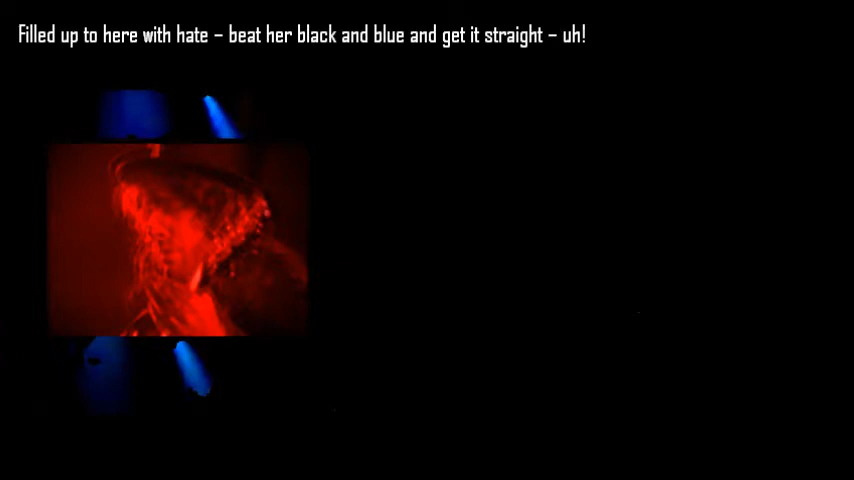 Filled up to here with hate – beat her black and blue and get it straight – uh!